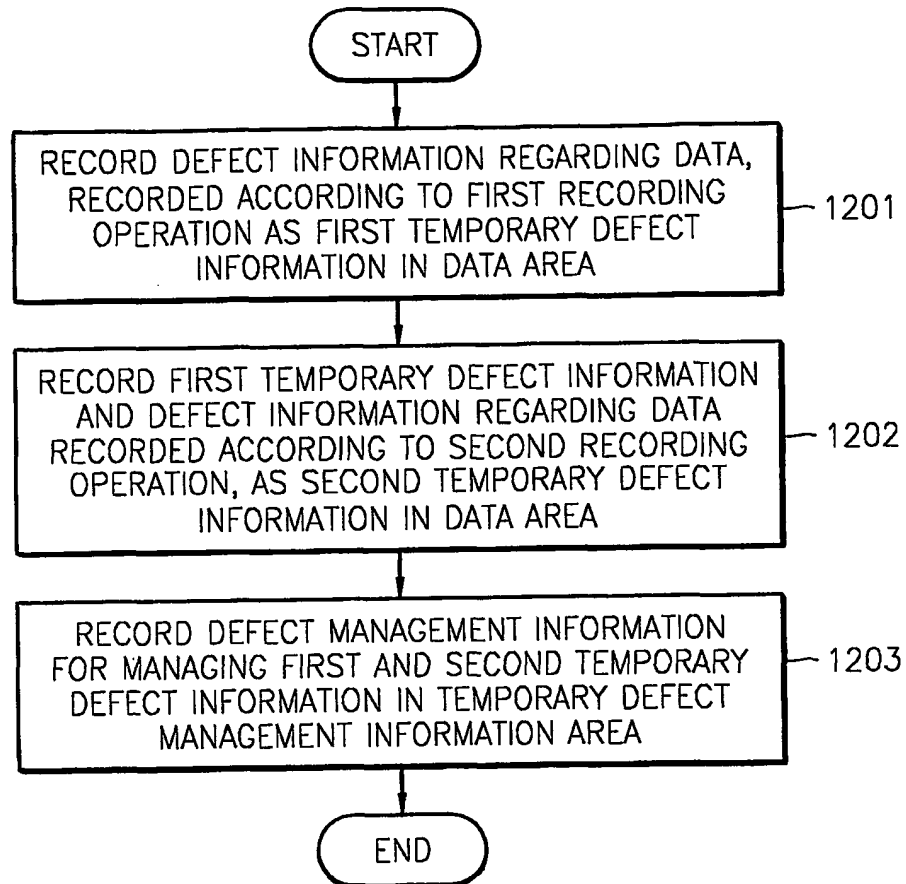 START
RECORD DEFECT INFORMATION REGARDING DATA,
RECORDED ACCORDING TO FIRST RECORDING
OPERATION AS FIRST TEMPORARY DEFECT
INFORMATION IN DATA AREA
1201
RECORD FIRST TEMPORARY DEFECT INFORMATION
AND DEFECT INFORMATION REGARDING DATA
RECORDED ACCORDING TO SECOND RECORDING
OPERATION, AS SECOND TEMPORARY DEFECT
INFORMATION IN DATA AREA
1202
RECORD DEFECT MANAGEMENT INFORMATION
FOR MANAGING FIRST AND SECOND TEMPORARY
DEFECT INFORMATION IN TEMPORARY DEFECT
MANAGEMENT INFORMATION AREA
1203
END